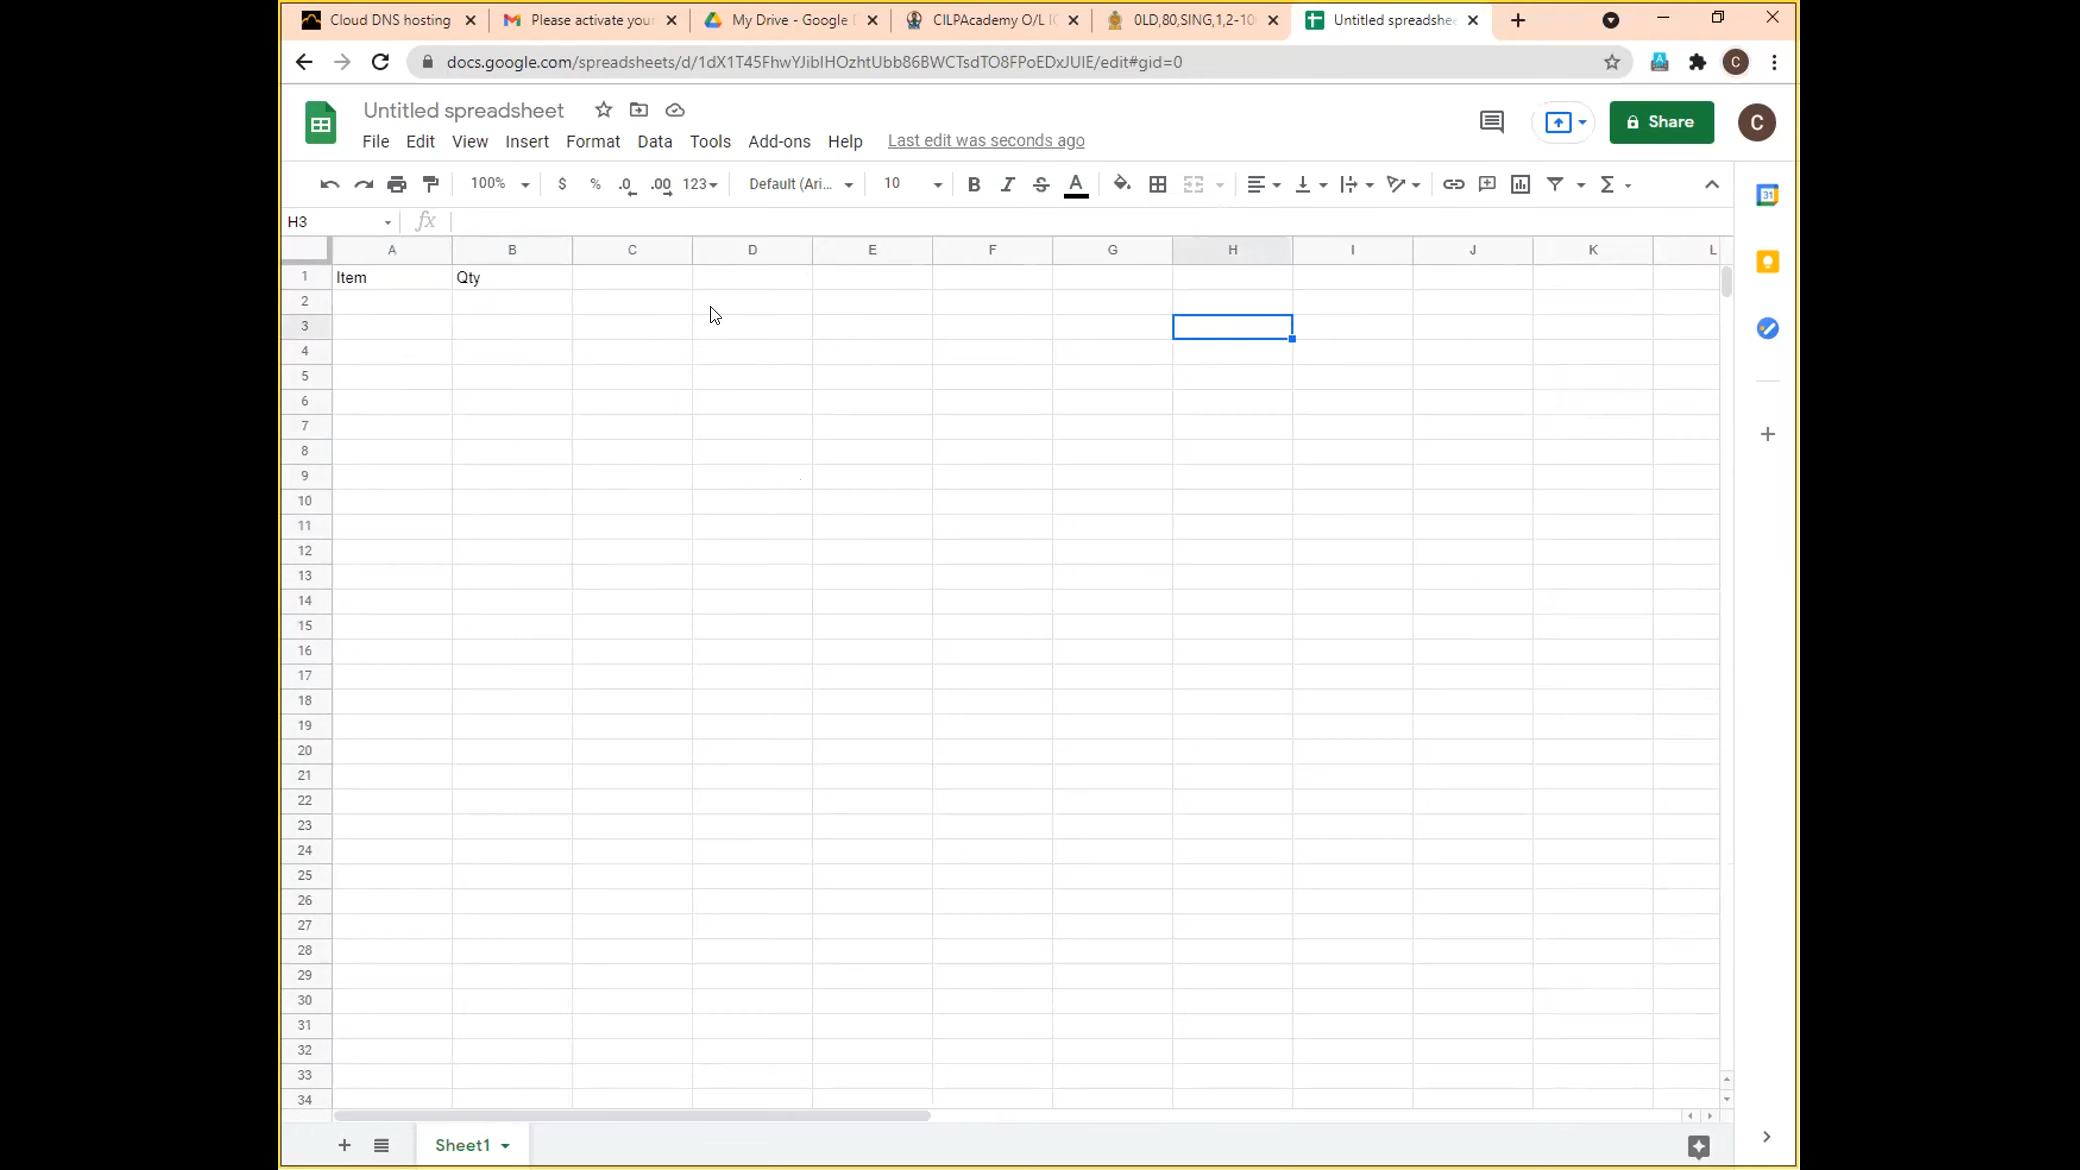 Cloud DNS hosting
Please activate your
My Drive - Google D
CILPAcademy O/L IC
OLD,80,SING,1,2-10
Untitled spreadshee
docs.google.com/spreadsheets/d/1dX1T45FhwYJibIHOzhtUbb86BWCTsdTO8FPoEDxJUIE/edit#gid=0
C
Untitled spreadsheet
Share
C
File Edit View Insert Format Data Tools Add-ons Help Last edit was seconds ago
100% $ % .0 .00 123 Default (Ari... 10 B I S A Σ
31
H3 fx
A B C D E F G H I J K L
1 Item Qty
2
3
4
5
6
7
8
9
10
11
12
13
14
15
16
17
18
19
20
21
22
23
24
25
26
27
28
29
30
31
32
33
34
Sheet1